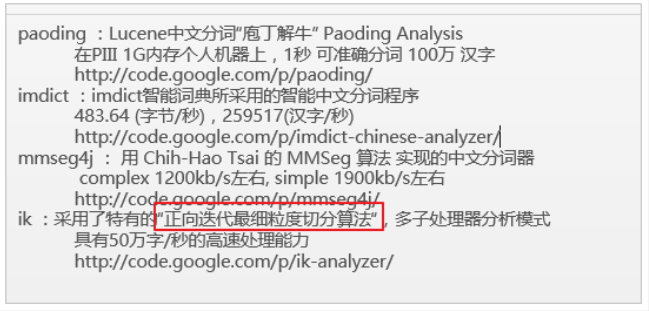 paoding ：Lucene中文分词“庖丁解牛” Paoding Analysis
在PIII 1G内存个人机器上，1秒 可准确分词 100万 汉字
http://code.google.com/p/paoding/
imdict ：imdict智能词典所采用的智能中文分词程序
483.64 (字节/秒)，259517(汉字/秒)
http://code.google.com/p/imdict-chinese-analyzer/
mmseg4j ： 用 Chih-Hao Tsai 的 MMSeg 算法 实现的中文分词器
complex 1200kb/s左右, simple 1900kb/s左右
http://code.google.com/p/mmseg4j/
ik ：采用了特有的“正向迭代最细粒度切分算法“，多子处理器分析模式
具有50万字/秒的高速处理能力
http://code.google.com/p/ik-analyzer/